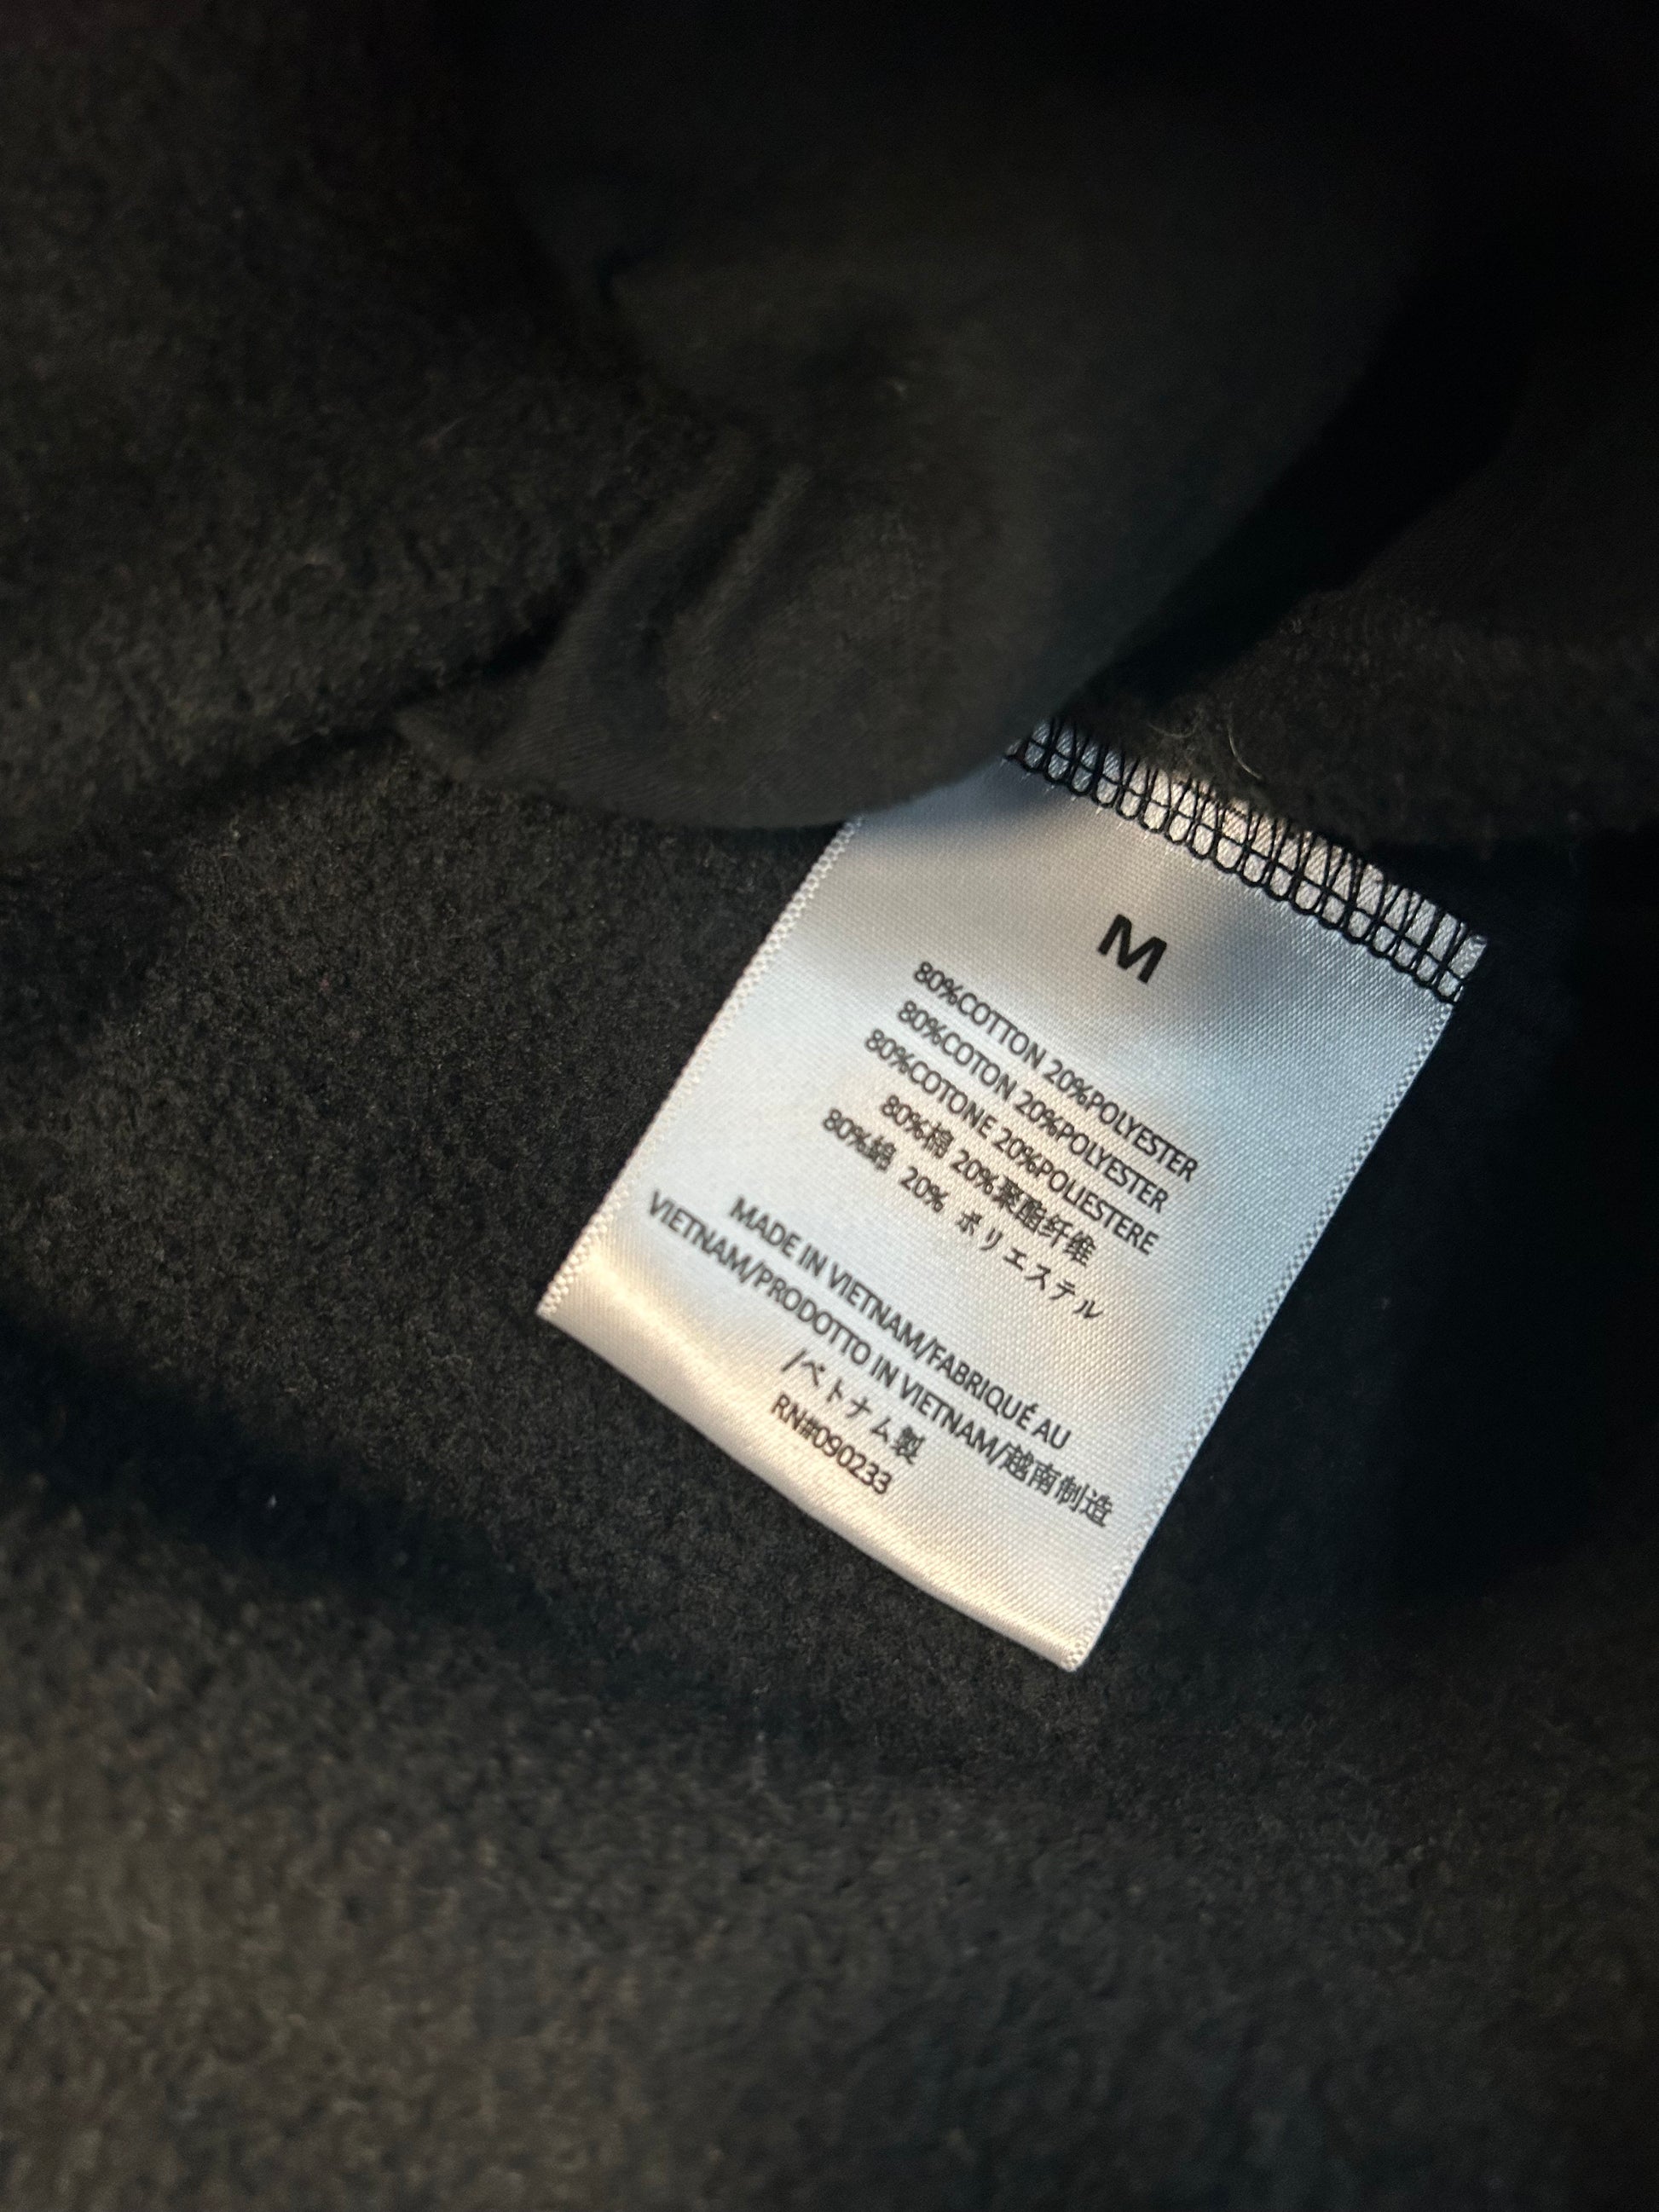 M
80%COTTON 20%POLYESTER
80%COTON 20%POLYESTER
80%COTONE 20%POLIESTERE
80%棉 20%聚酯纤维
80%綿 20% ポリエステル
MADE IN VIETNAM/FABRIQUÉ AU
VIETNAM/PRODOTTO IN VIETNAM/越南制造
/ベトナム製
RN#090233